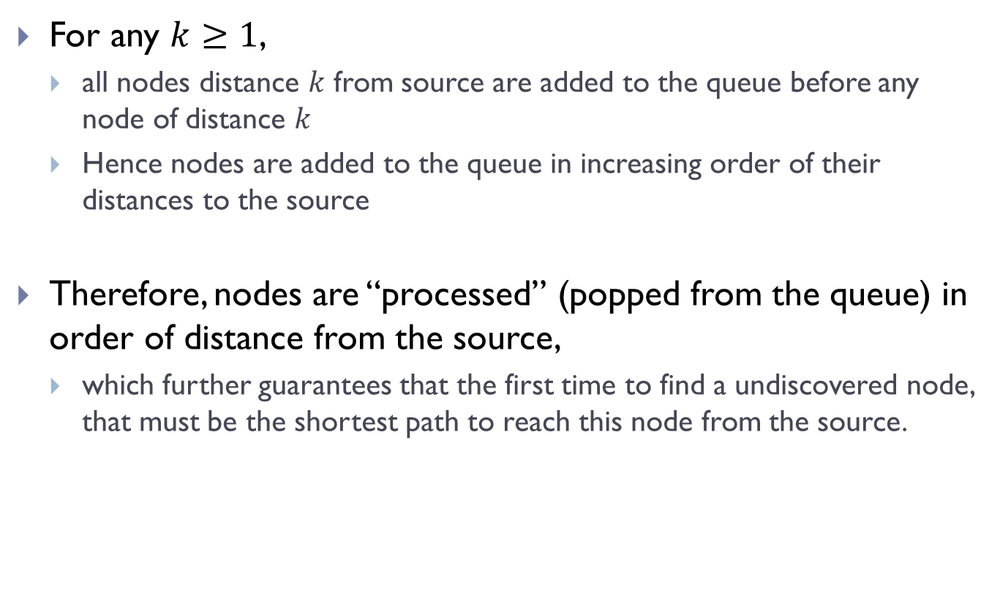 For any k ≥ 1,
all nodes distance k from source are added to the queue before any
node of distance k
Hence nodes are added to the queue in increasing order of their
distances to the source
Therefore, nodes are “processed” (popped from the queue) in
order of distance from the source,
which further guarantees that the first time to find a undiscovered node,
that must be the shortest path to reach this node from the source.